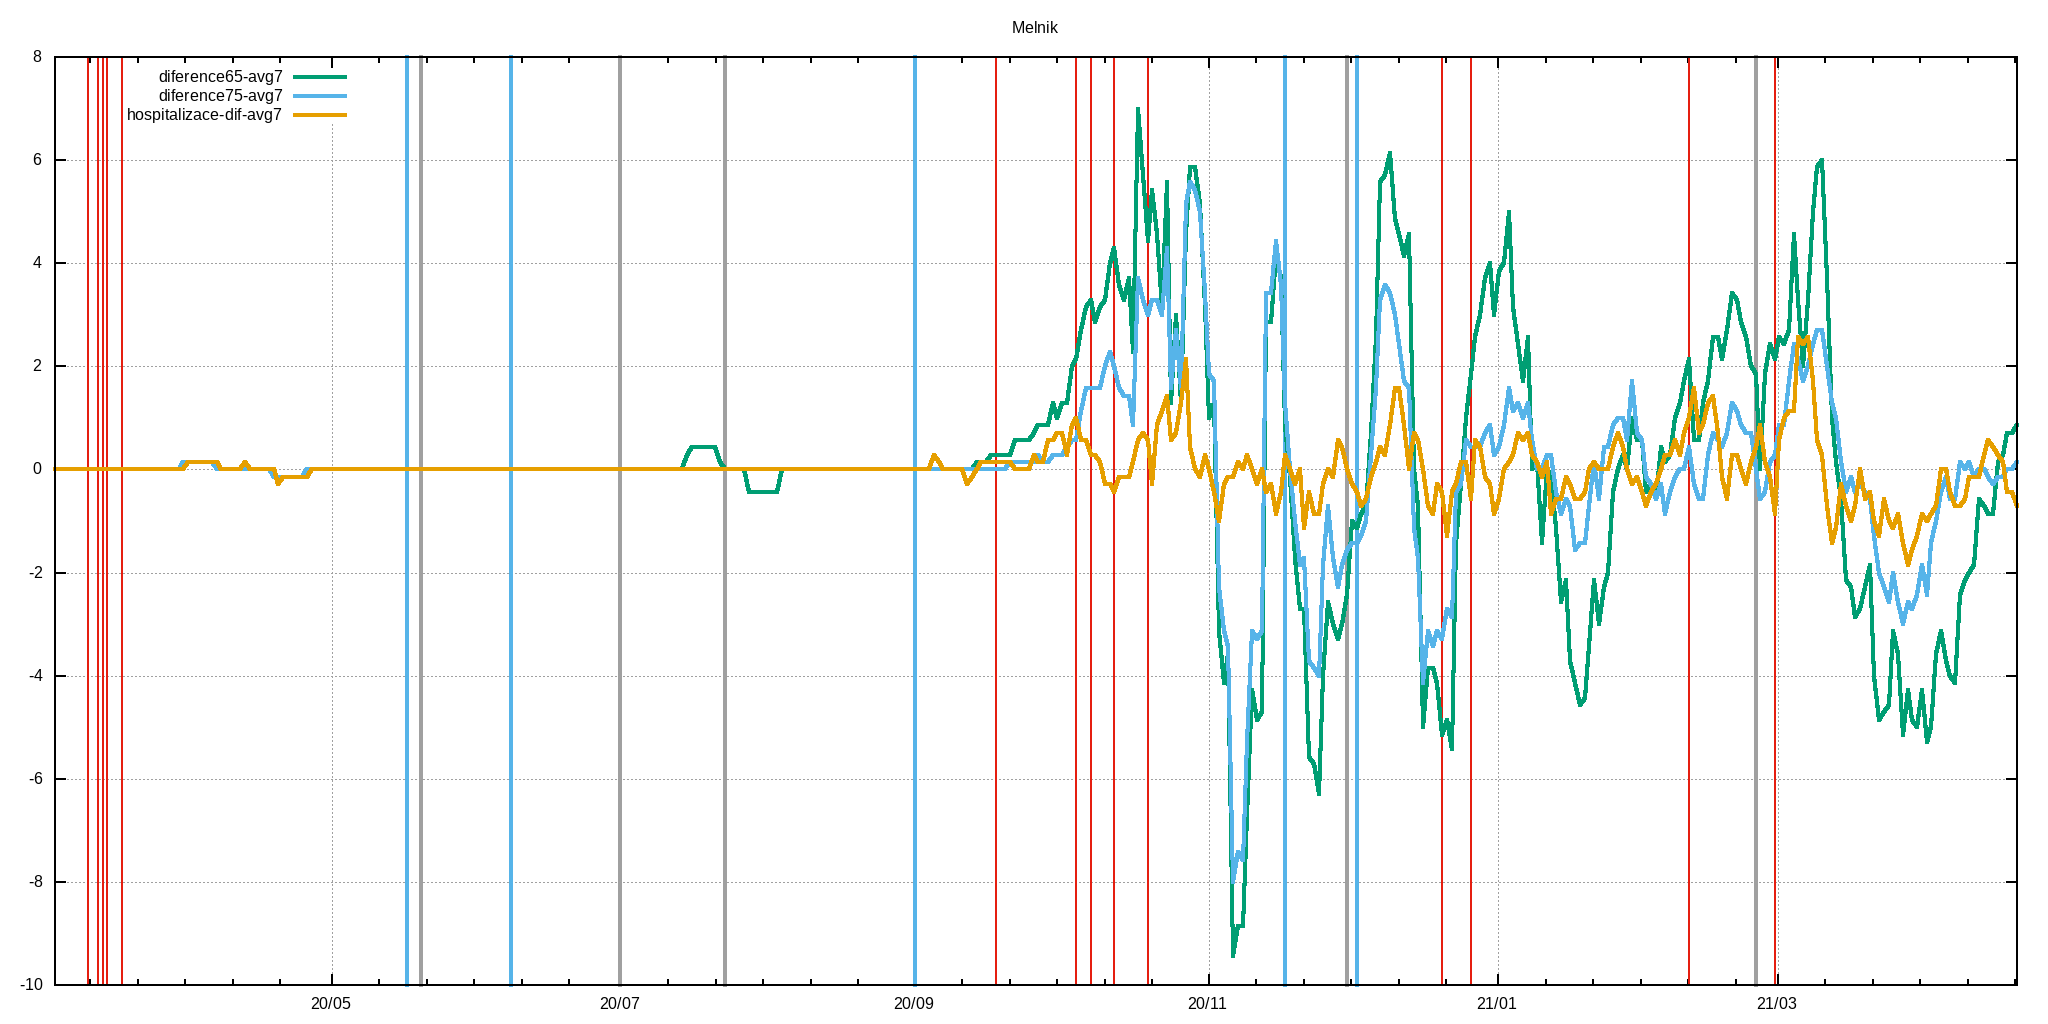 Melnik
diference65-avg7
diference75-avg7
hospitalizace-dif-avg7
8
6
4
2
0
-2
-4
-6
-8
-10
20/05 20/07 20/09 20/11 21/01 21/03